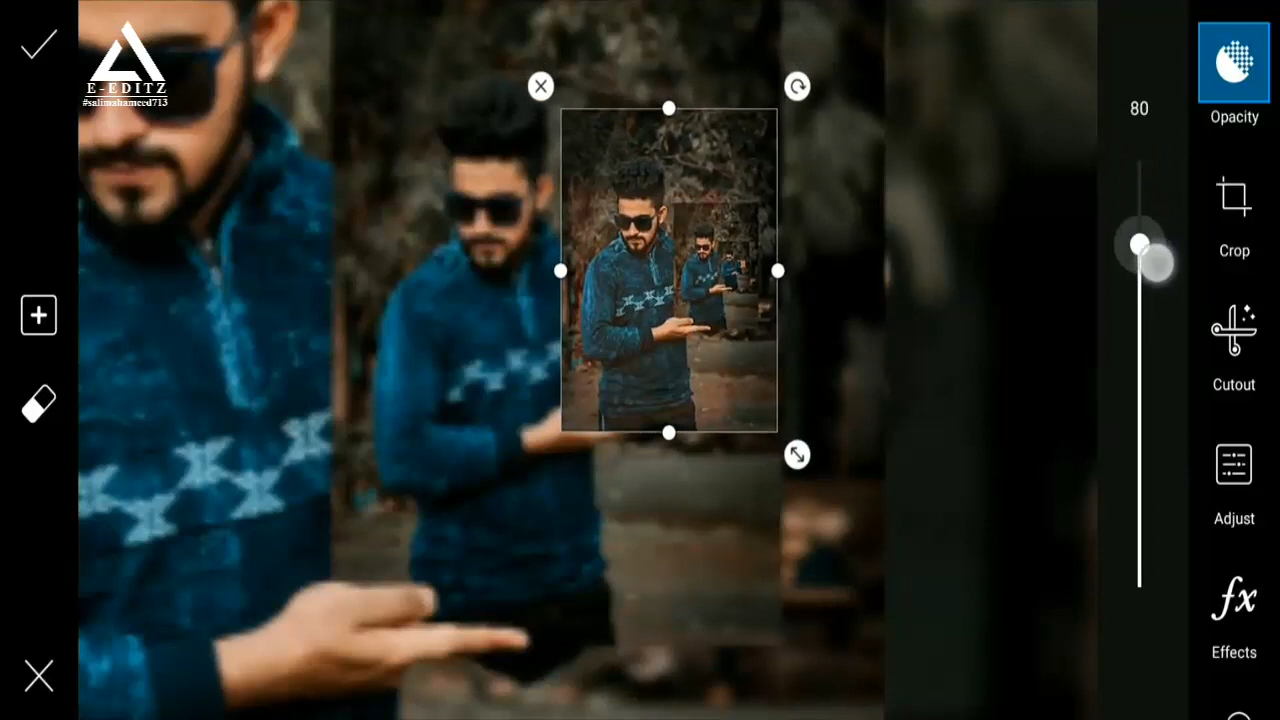 E-EDITZ
#salimahameed713
80
Opacity
Crop
Cutout
Adjust
fx
Effects